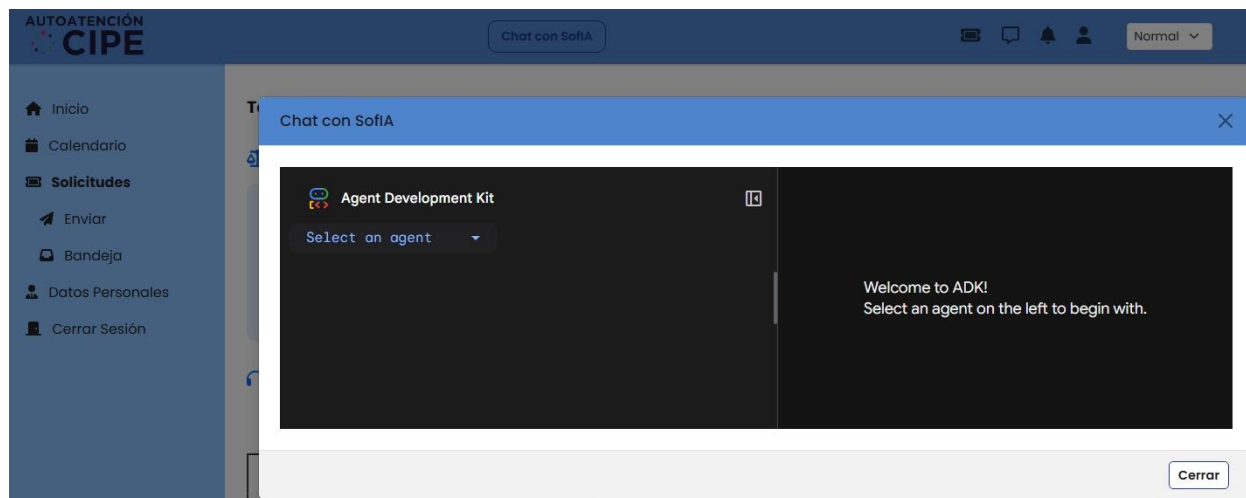 AUTOATENCIÓN
CIPE
Chat con SofIA
Normal
Inicio
Calendario
Solicitudes
Enviar
Bandeja
Datos Personales
Cerrar Sesión
Chat con SofIA
Agent Development Kit
Select an agent
Welcome to ADK!
Select an agent on the left to begin with.
Cerrar